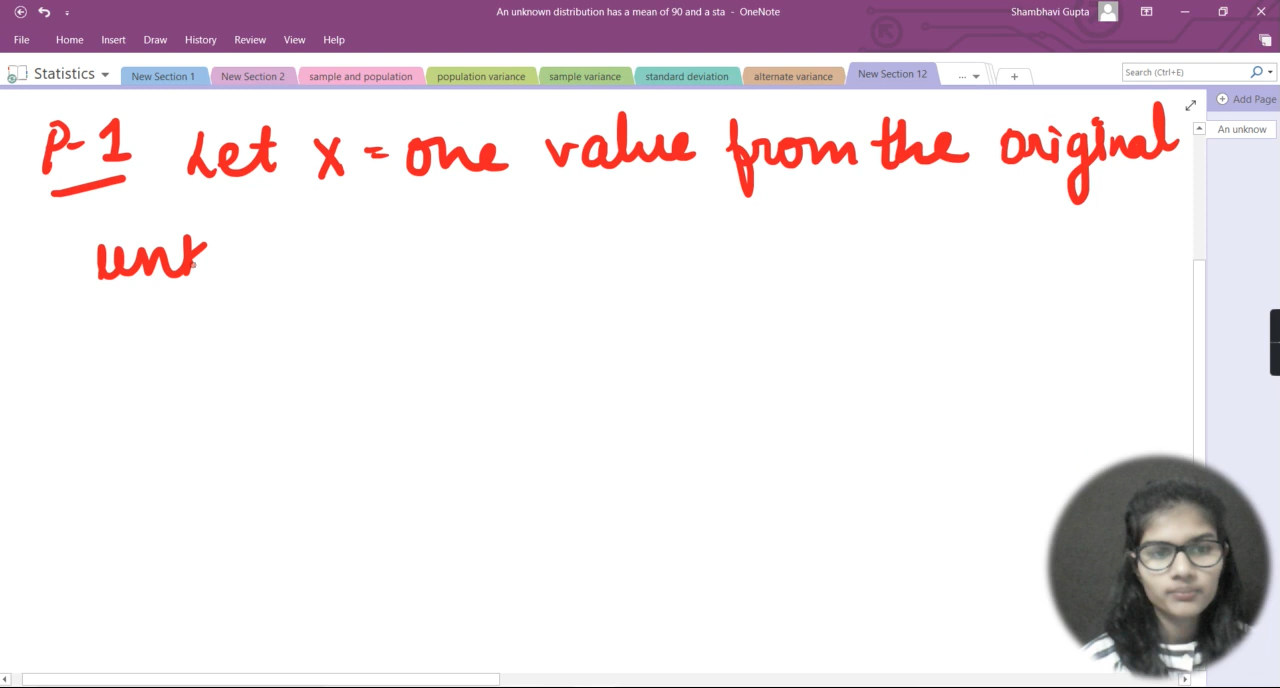 An unknown distribution has a mean of 90 and a sta - OneNote
Shambhavi Gupta
File Home Insert Draw History Review View Help
Statistics
New Section 1
New Section 2
sample and population
population variance
sample variance
standard deviation
alternate variance
New Section 12
...
+
Search (Ctrl+E)
+ Add Page
An unknow
P-1 Let x = one value from the original
unk